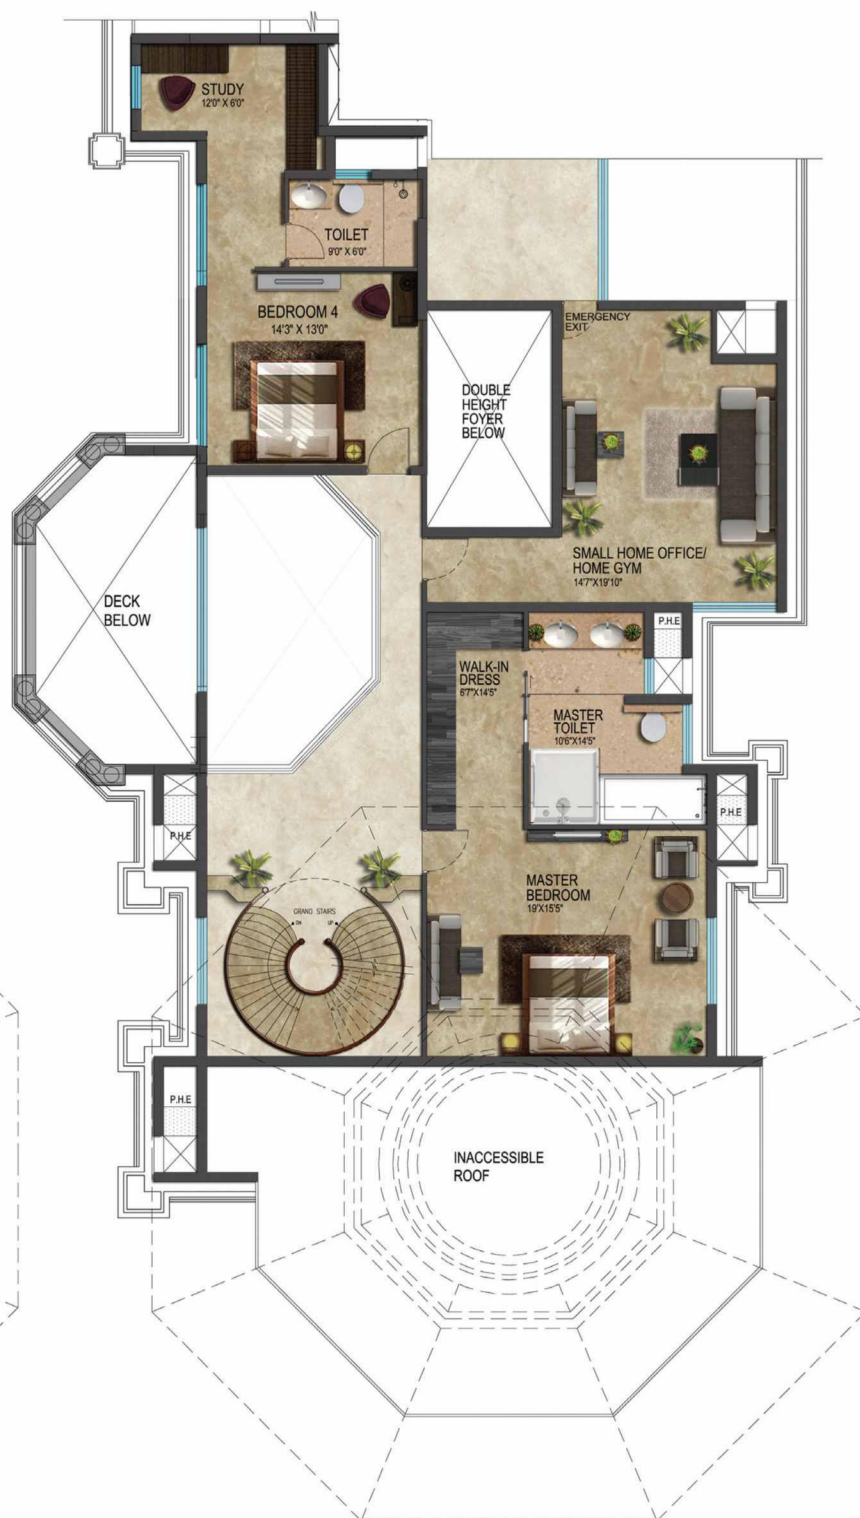 STUDY
12'0" X 6'0"
TOILET
9'0" X 6'0"
BEDROOM 4
14'3" X 13'0"
EMERGENCY
EXIT
DOUBLE
HEIGHT
FOYER
BELOW
SMALL HOME OFFICE/
HOME GYM
14'7"X19'10"
DECK
BELOW
P.H.E
WALK-IN
DRESS
6'7"X14'5"
MASTER
TOILET
10'6"X14'5"
P.H.E
P.H.E
MASTER
BEDROOM
19'X15'5"
GRAND STAIRS
DN UP
P.H.E
INACCESSIBLE
ROOF